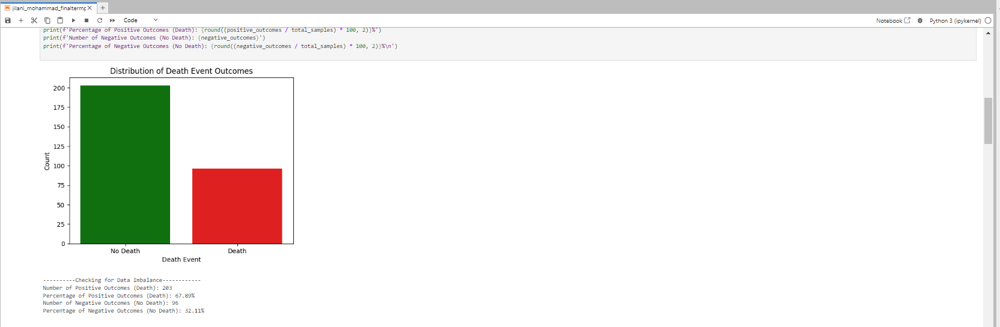 jilani_mohammad_finaltermp
Code
Notebook
Python 3 (ipykernel)
print(f'Percentage of Positive Outcomes (Death): {round((positive_outcomes / total_samples) * 100, 2)}%')
print(f'Number of Negative Outcomes (No Death): {negative_outcomes}')
print(f'Percentage of Negative Outcomes (No Death): {round((negative_outcomes / total_samples) * 100, 2)}%\n')
Distribution of Death Event Outcomes
200
175
150
125
100
75
50
25
0
Count
No Death
Death
Death Event
----------Checking for Data Imbalance------------
Number of Positive Outcomes (Death): 203
Percentage of Positive Outcomes (Death): 67.89%
Number of Negative Outcomes (No Death): 96
Percentage of Negative Outcomes (No Death): 32.11%